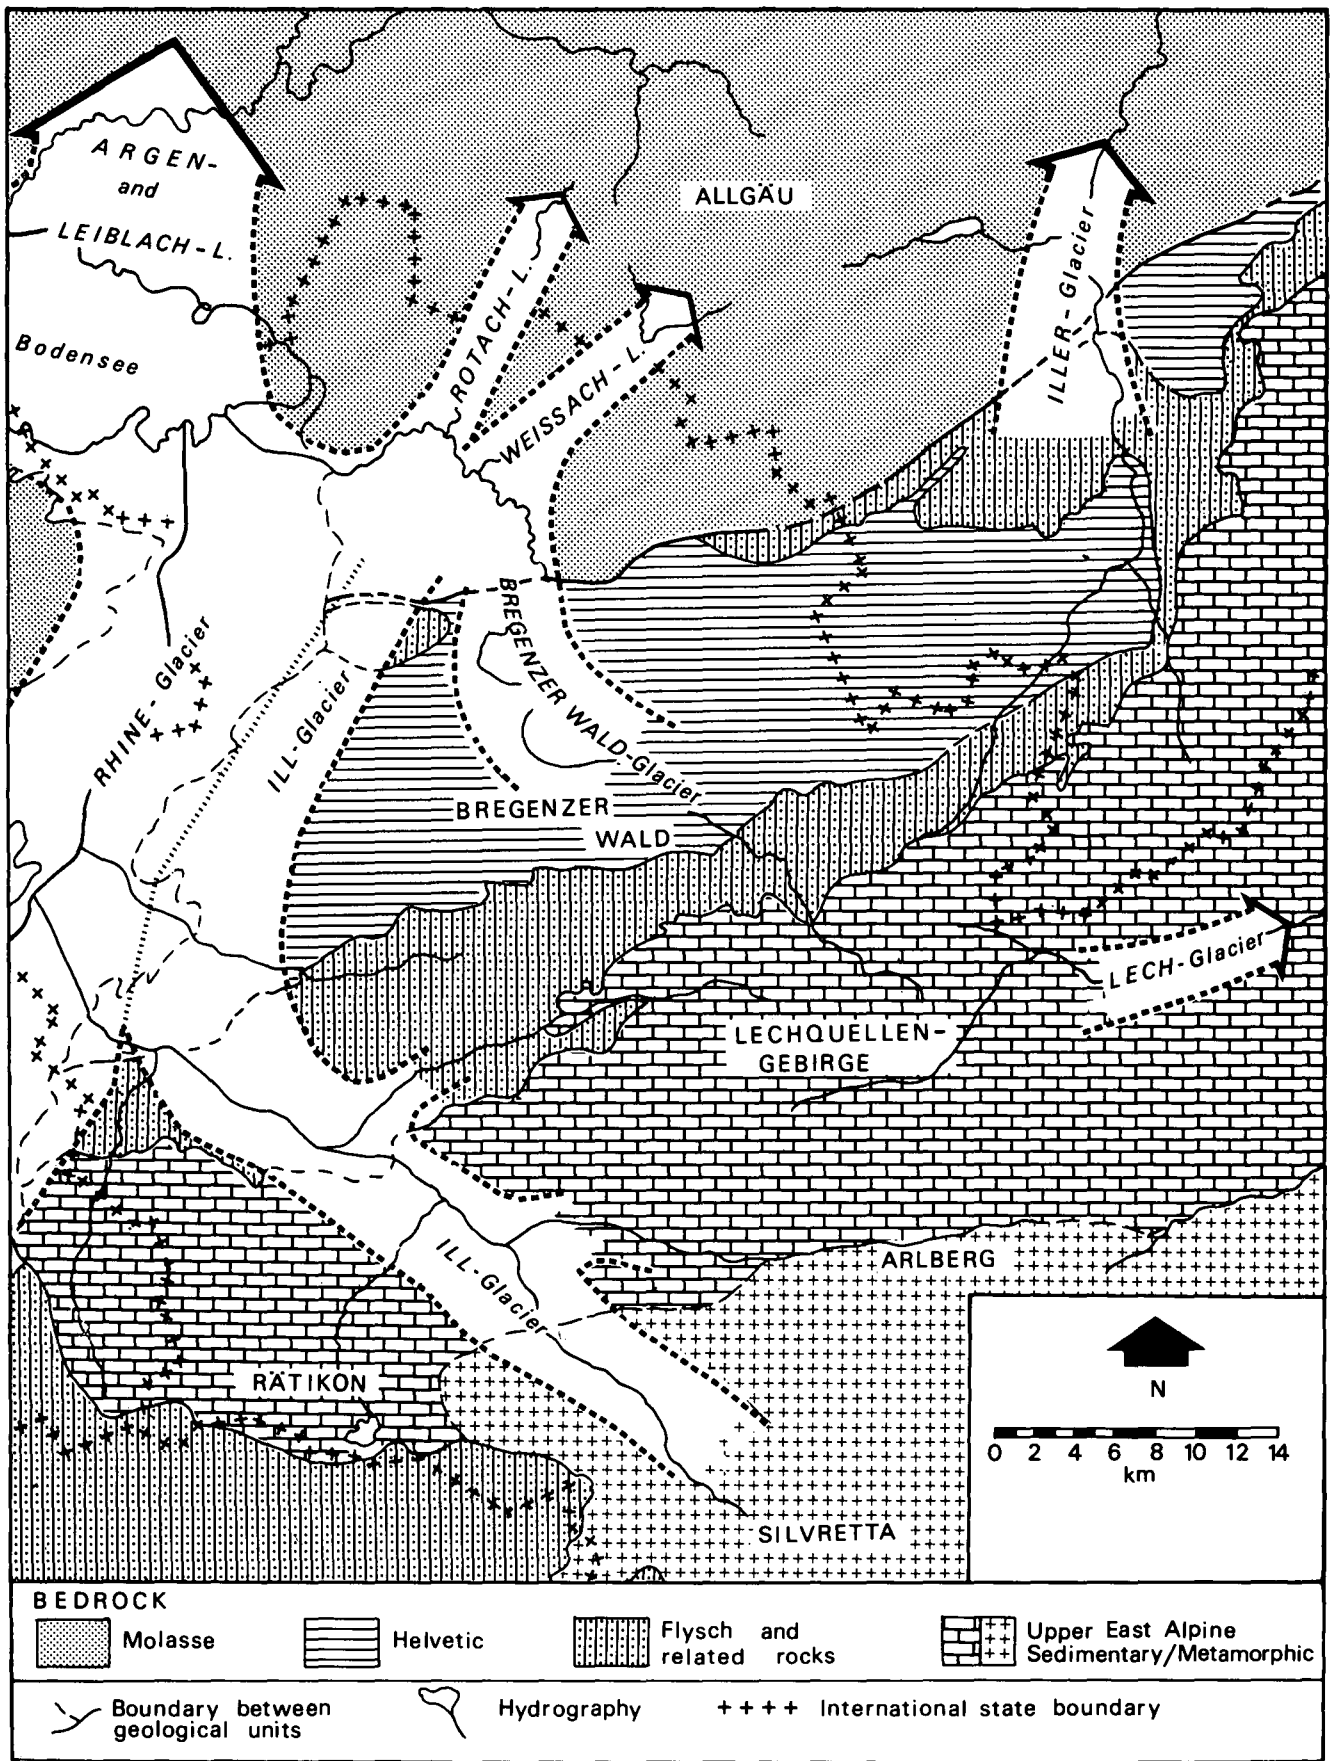 ARGEN-
and
LEIBLACH-L.
ALLGÄU
Bodensee
ROTACH-L.
WEISSACH-L.
ILLER-Glacier
RHINE-Glacier
ILL-Glacier
BREGENZER WALD-Glacier
BREGENZER
WALD
LECH-Glacier
LECHQUELLEN-
GEBIRGE
ILL-Glacier
ARLBERG
RÄTIKON
SILVRETTA
N
0 2 4 6 8 10 12 14
km
BEDROCK
Molasse
Helvetic
Flysch and
related rocks
Upper East Alpine
Sedimentary/Metamorphic
Boundary between
geological units
Hydrography
International state boundary